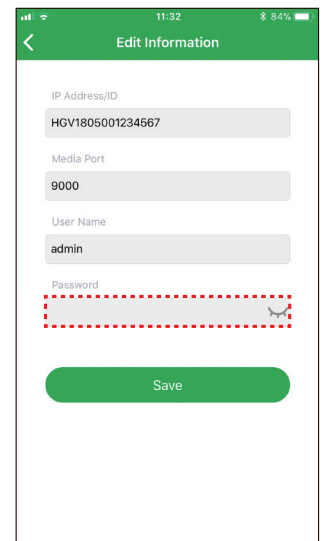 11:32
84%
Edit Information
IP Address/ID
HGV1805001234567
Media Port
9000
User Name
admin
Password
Save